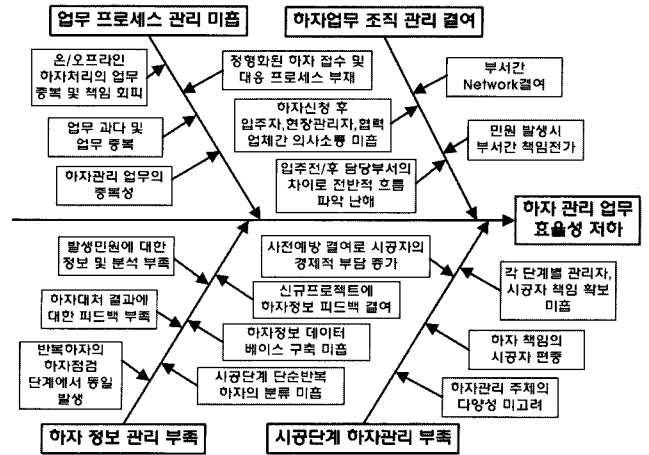 업무 프로세스 관리 미흡
하자업무 조직 관리 결여
온/오프라인
하자처리의 업무
중복 및 책임 회피
정형화된 하자 접수 및
대응 프로세스 부재
업무 과다 및
업무 중복
하자관리 업무의
중복성
부서간
Network결여
하자신청 후
입주자,현장관리자,협력
업체간 의사소통 미흡
민원 발생시
부서간 책임전가
입주전/후 담당부서의
차이로 전반적 흐름
파악 난해
하자 관리 업무
효율성 저하
발생민원에 대한
정보 및 분석 부족
신규프로젝트에
하자정보 피드백 결여
하자대처 결과에
대한 피드백 부족
하자정보 데이터
베이스 구축 미흡
반복하자의
하자점검
단계에서 동일
발생
시공단계 단순반복
하자의 분류 미흡
사전예방 결여로 시공자의
경제적 부담 증가
각 단계별 관리자,
시공자 책임 확보
미흡
하자 책임의
시공자 편중
하자관리 주체의
다양성 미고려
하자 정보 관리 부족
시공단계 하자관리 부족